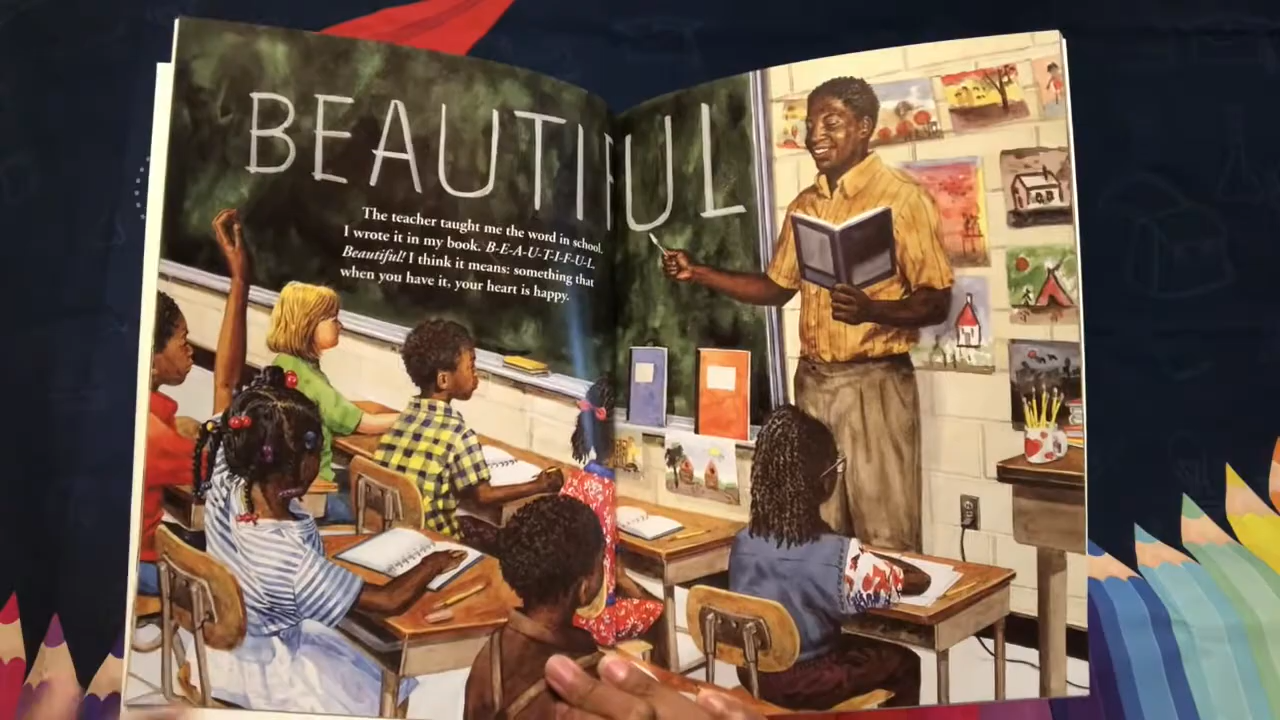 BEAUTIFUL
The teacher taught me the word in school.
I wrote it in my book. B-E-A-U-T-I-F-U-L.
Beautiful! I think it means: something that
when you have it, your heart is happy.